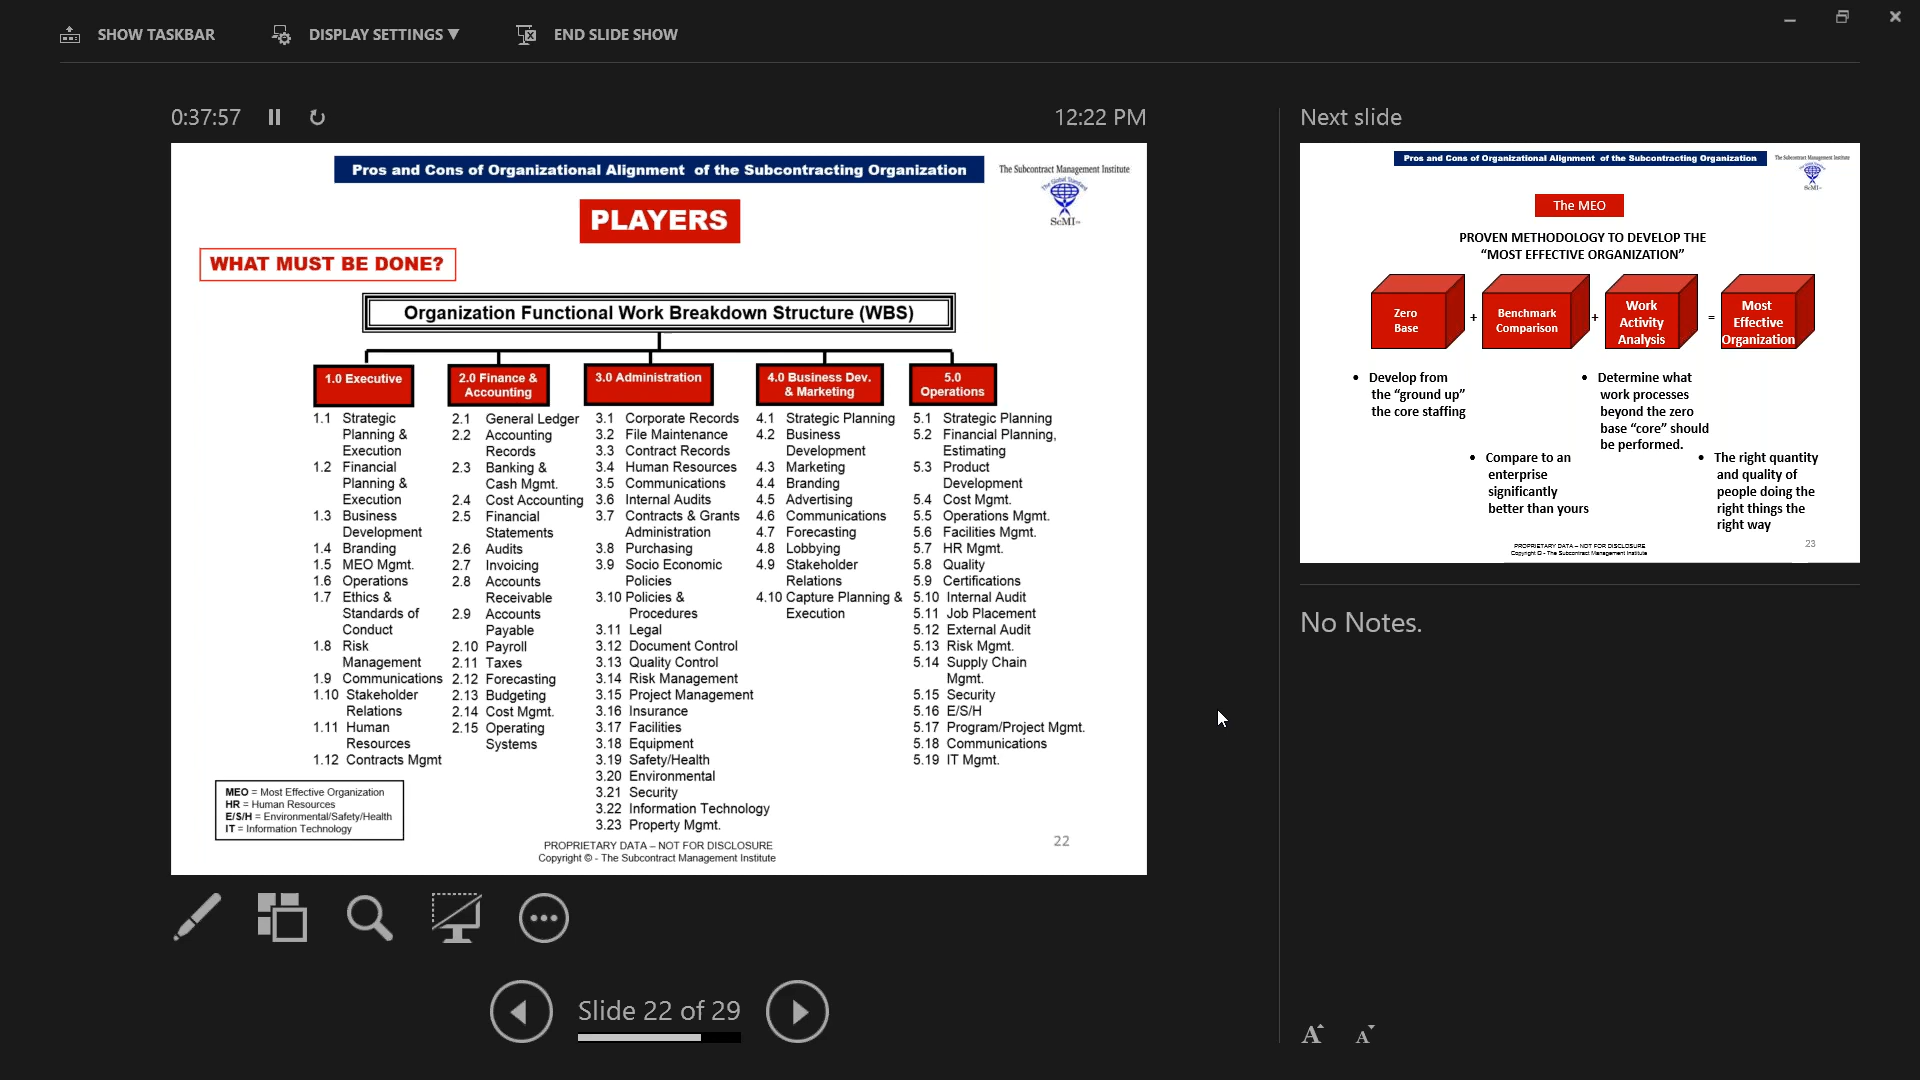 SHOW TASKBAR
DISPLAY SETTINGS ▼
END SLIDE SHOW
0:37:57
12:22 PM
Pros and Cons of Organizational Alignment of the Subcontracting Organization
The Subcontract Management Institute
The Global Standard
ScMI™
PLAYERS
WHAT MUST BE DONE?
Organization Functional Work Breakdown Structure (WBS)
1.0 Executive
1.1 Strategic
Planning &
Execution
1.2 Financial
Planning &
Execution
1.3 Business
Development
1.4 Branding
1.5 MEO Mgmt.
1.6 Operations
1.7 Ethics &
Standards of
Conduct
1.8 Risk
Management
1.9 Communications
1.10 Stakeholder
Relations
1.11 Human
Resources
1.12 Contracts Mgmt
2.0 Finance &
Accounting
2.1 General Ledger
2.2 Accounting
Records
2.3 Banking &
Cash Mgmt.
2.4 Cost Accounting
2.5 Financial
Statements
2.6 Audits
2.7 Invoicing
2.8 Accounts
Receivable
2.9 Accounts
Payable
2.10 Payroll
2.11 Taxes
2.12 Forecasting
2.13 Budgeting
2.14 Cost Mgmt.
2.15 Operating
Systems
3.0 Administration
3.1 Corporate Records
3.2 File Maintenance
3.3 Contract Records
3.4 Human Resources
3.5 Communications
3.6 Internal Audits
3.7 Contracts & Grants
Administration
3.8 Purchasing
3.9 Socio Economic
Policies
3.10 Policies &
Procedures
3.11 Legal
3.12 Document Control
3.13 Quality Control
3.14 Risk Management
3.15 Project Management
3.16 Insurance
3.17 Facilities
3.18 Equipment
3.19 Safety/Health
3.20 Environmental
3.21 Security
3.22 Information Technology
3.23 Property Mgmt.
4.0 Business Dev.
& Marketing
4.1 Strategic Planning
4.2 Business
Development
4.3 Marketing
4.4 Branding
4.5 Advertising
4.6 Communications
4.7 Forecasting
4.8 Lobbying
4.9 Stakeholder
Relations
4.10 Capture Planning &
Execution
5.0
Operations
5.1 Strategic Planning
5.2 Financial Planning,
Estimating
5.3 Product
Development
5.4 Cost Mgmt.
5.5 Operations Mgmt.
5.6 Facilities Mgmt.
5.7 HR Mgmt.
5.8 Quality
5.9 Certifications
5.10 Internal Audit
5.11 Job Placement
5.12 External Audit
5.13 Risk Mgmt.
5.14 Supply Chain
Mgmt.
5.15 Security
5.16 E/S/H
5.17 Program/Project Mgmt.
5.18 Communications
5.19 IT Mgmt.
MEO = Most Effective Organization
HR = Human Resources
E/S/H = Environmental/Safety/Health
IT = Information Technology
PROPRIETARY DATA – NOT FOR DISCLOSURE
Copyright © - The Subcontract Management Institute
22
Slide 22 of 29
Next slide
Pros and Cons of Organizational Alignment of the Subcontracting Organization
The Subcontract Management Institute
ScMI™
The MEO
PROVEN METHODOLOGY TO DEVELOP THE
“MOST EFFECTIVE ORGANIZATION”
Zero
Base
+
Benchmark
Comparison
+
Work
Activity
Analysis
=
Most
Effective
Organization
• Develop from
the “ground up”
the core staffing
• Compare to an
enterprise
significantly
better than yours
• Determine what
work processes
beyond the zero
base “core” should
be performed.
• The right quantity
and quality of
people doing the
right things the
right way
PROPRIETARY DATA – NOT FOR DISCLOSURE
Copyright © - The Subcontract Management Institute
23
No Notes.
A A